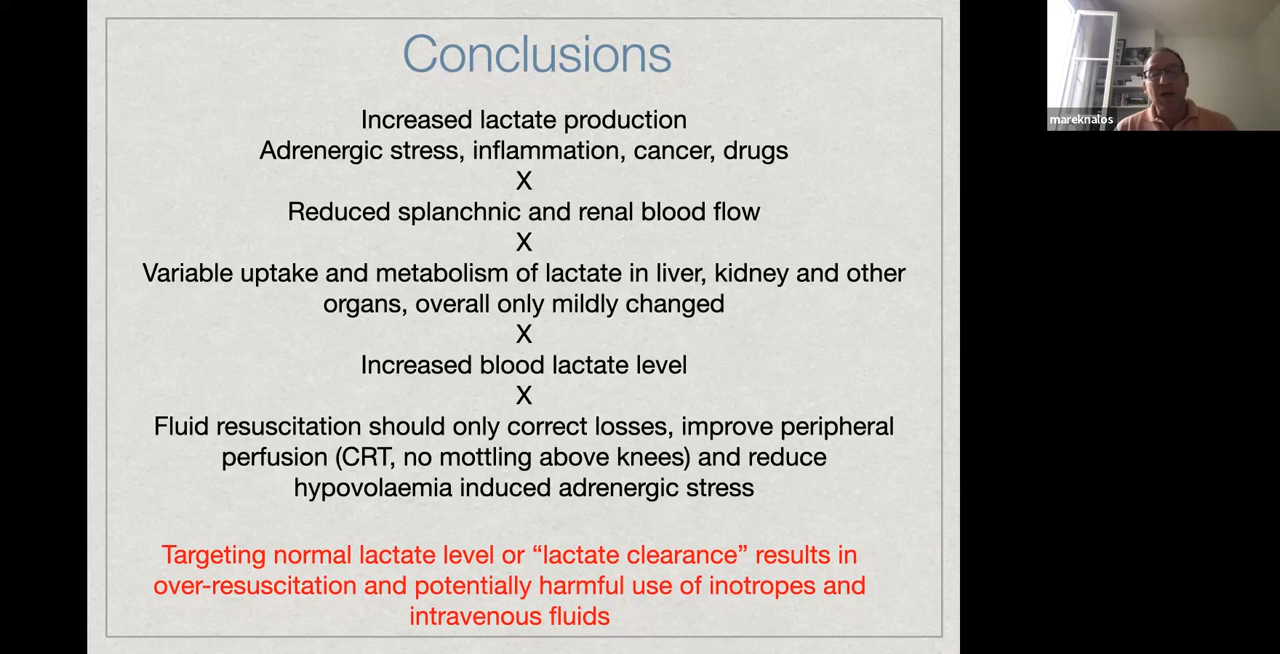 Conclusions
Increased lactate production
Adrenergic stress, inflammation, cancer, drugs
X
Reduced splanchnic and renal blood flow
X
Variable uptake and metabolism of lactate in liver, kidney and other
organs, overall only mildly changed
X
Increased blood lactate level
X
Fluid resuscitation should only correct losses, improve peripheral
perfusion (CRT, no mottling above knees) and reduce
hypovolaemia induced adrenergic stress
Targeting normal lactate level or “lactate clearance” results in
over-resuscitation and potentially harmful use of inotropes and
intravenous fluids
mareknalos